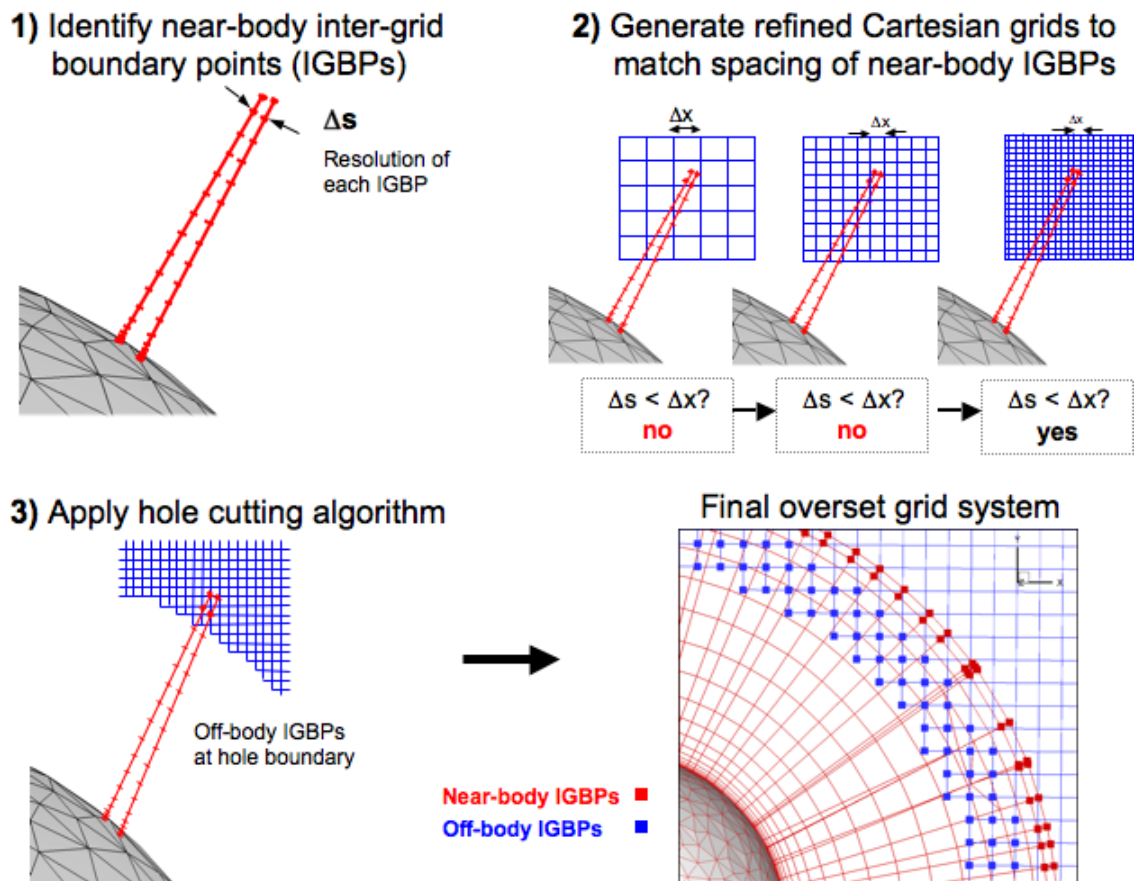 1) Identify near-body inter-grid
boundary points (IGBPs)
Δs
Resolution of
each IGBP
2) Generate refined Cartesian grids to
match spacing of near-body IGBPs
Δx
Δx
Δx
Δs < Δx?
no
Δs < Δx?
no
Δs < Δx?
yes
3) Apply hole cutting algorithm
Off-body IGBPs
at hole boundary
Final overset grid system
Y
X
Near-body IGBPs
Off-body IGBPs